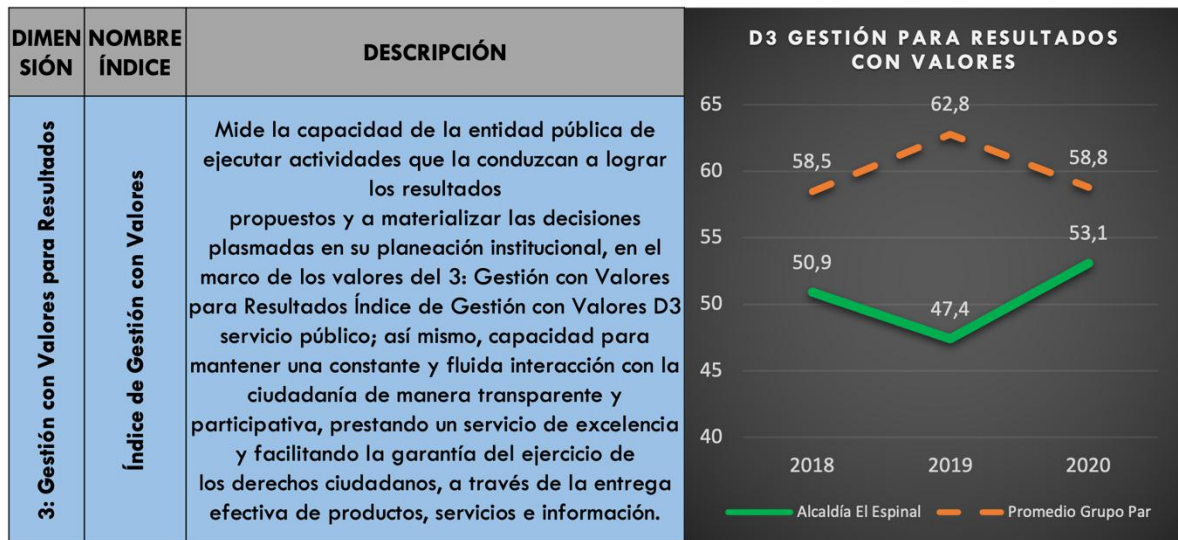 DIMEN
SIÓN
NOMBRE
ÍNDICE
DESCRIPCIÓN
3: Gestión con Valores para Resultados
Índice de Gestión con Valores
Mide la capacidad de la entidad pública de
ejecutar actividades que la conduzcan a lograr
los resultados
propuestos y a materializar las decisiones
plasmadas en su planeación institucional, en el
marco de los valores del 3: Gestión con Valores
para Resultados Índice de Gestión con Valores D3
servicio público; así mismo, capacidad para
mantener una constante y fluida interacción con la
ciudadanía de manera transparente y
participativa, prestando un servicio de excelencia
y facilitando la garantía del ejercicio de
los derechos ciudadanos, a través de la entrega
efectiva de productos, servicios e información.
D3 GESTIÓN PARA RESULTADOS
CON VALORES
65
60
55
50
45
40
58,5
62,8
58,8
50,9
47,4
53,1
2018
2019
2020
Alcaldía El Espinal
Promedio Grupo Par